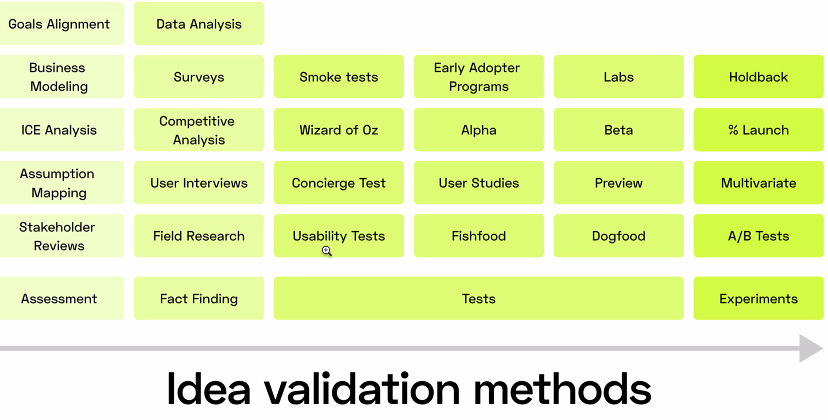 Goals Alignment
Data Analysis
Business
Modeling
Surveys
Smoke tests
Early Adopter
Programs
Labs
Holdback
ICE Analysis
Competitive
Analysis
Wizard of Oz
Alpha
Beta
% Launch
Assumption
Mapping
User Interviews
Concierge Test
User Studies
Preview
Multivariate
Stakeholder
Reviews
Field Research
Usability Tests
Fishfood
Dogfood
A/B Tests
Assessment
Fact Finding
Tests
Experiments
Idea validation methods